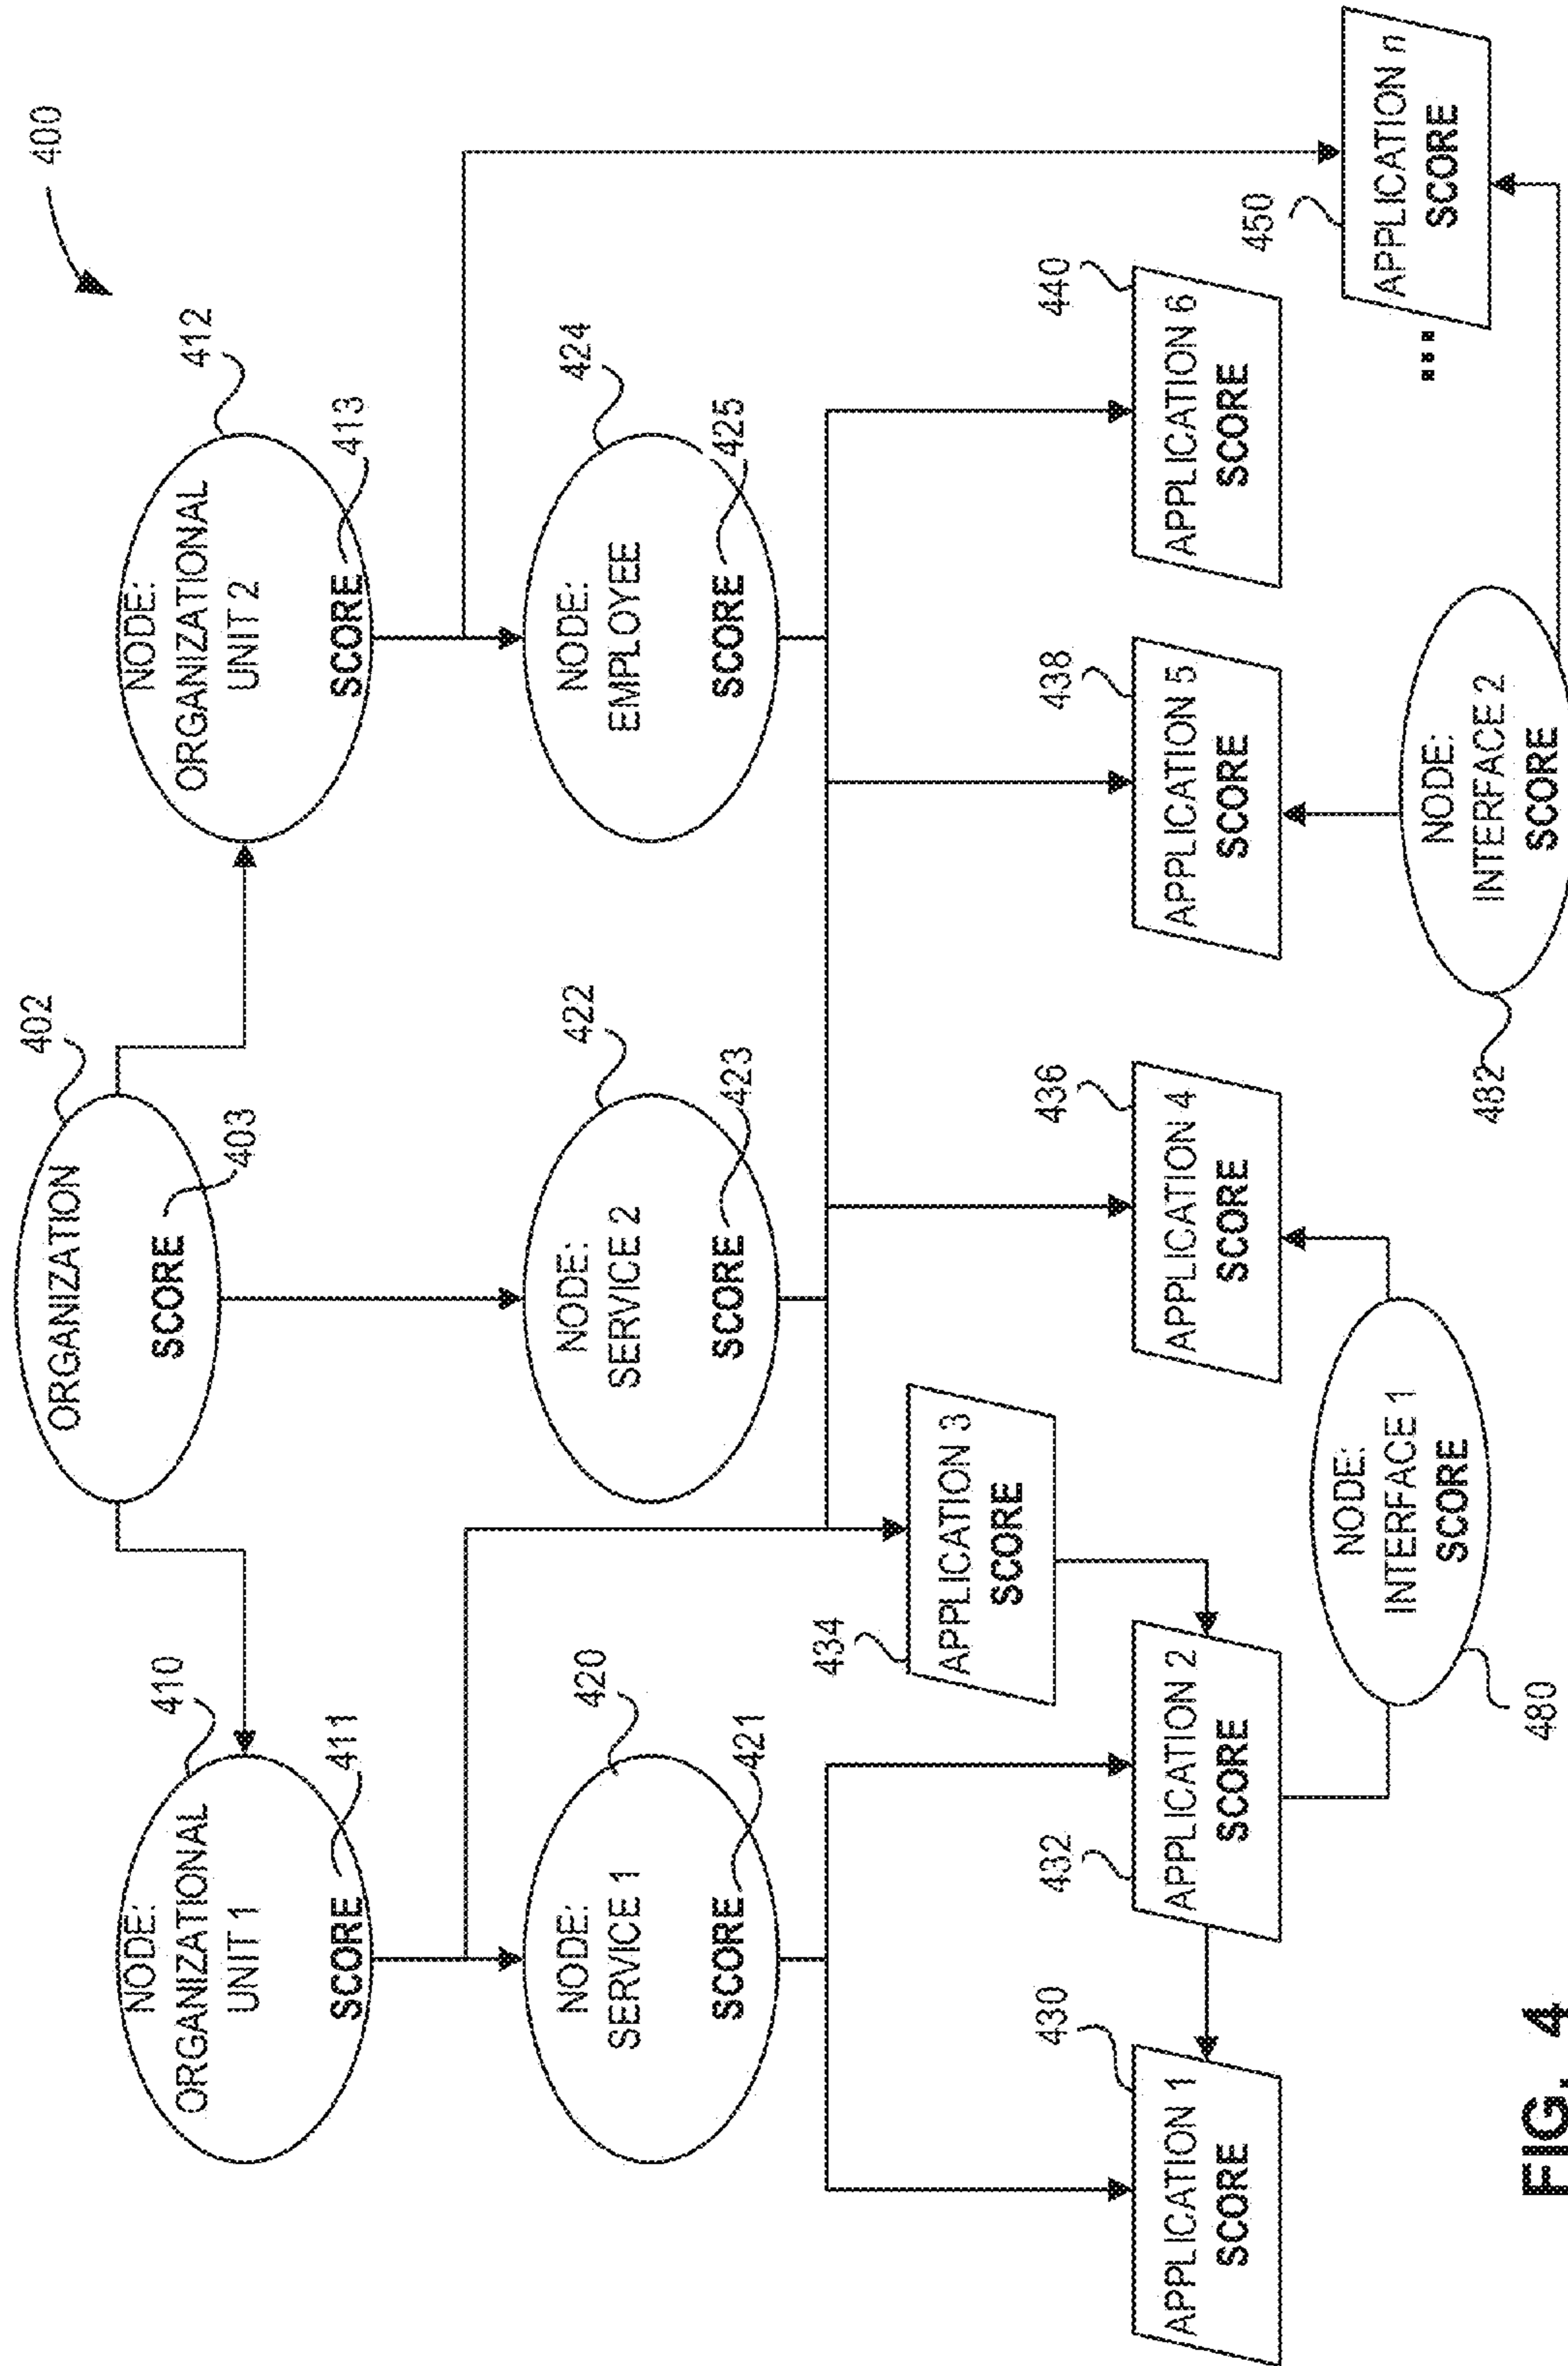 400
402
ORGANIZATION
SCORE
403
410
NODE:
ORGANIZATIONAL
UNIT 1
SCORE
411
412
NODE:
ORGANIZATIONAL
UNIT 2
SCORE
413
420
NODE:
SERVICE 1
SCORE
421
422
NODE:
SERVICE 2
SCORE
423
424
NODE:
EMPLOYEE
SCORE
425
434
APPLICATION 3
SCORE
430
APPLICATION 1
SCORE
432
APPLICATION 2
SCORE
436
APPLICATION 4
SCORE
438
APPLICATION 5
SCORE
440
APPLICATION 6
SCORE
450
...
APPLICATION n
SCORE
NODE:
INTERFACE 1
SCORE
480
NODE:
INTERFACE 2
SCORE
482
FIG. 4